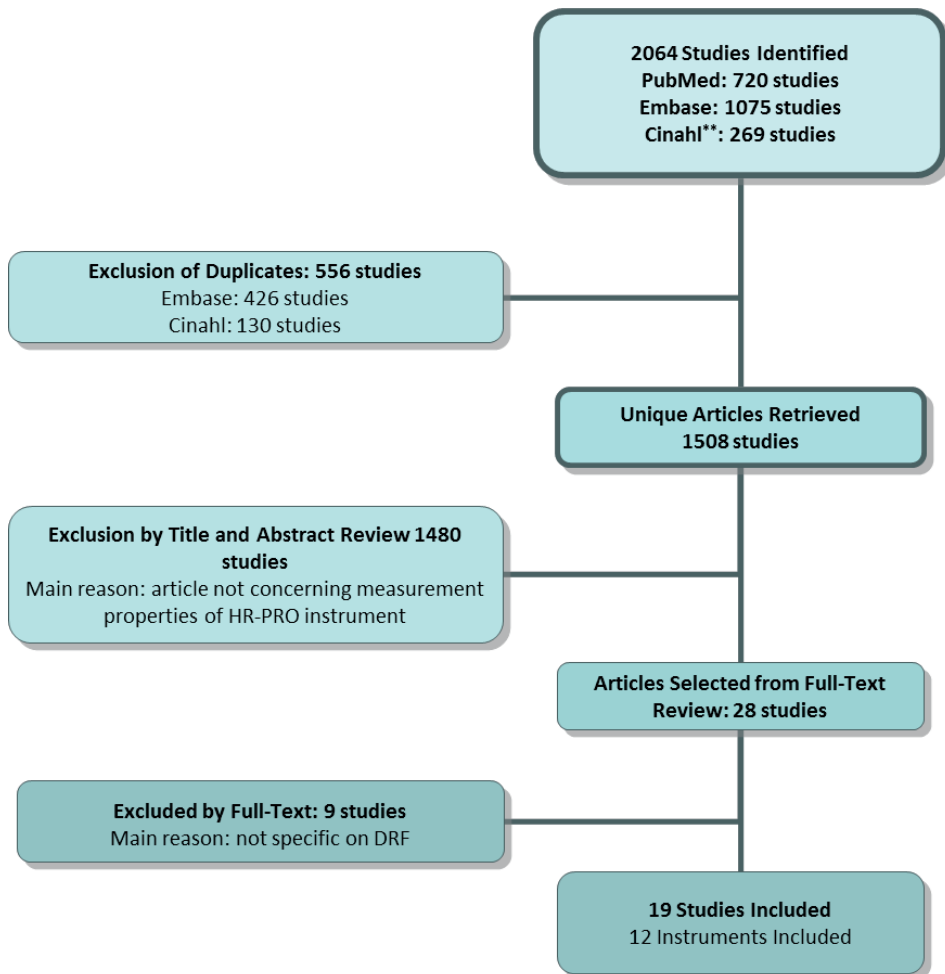 2064 Studies Identified
PubMed: 720 studies
Embase: 1075 studies
Cinahl**: 269 studies
Exclusion of Duplicates: 556 studies
Embase: 426 studies
Cinahl: 130 studies
Unique Articles Retrieved
1508 studies
Exclusion by Title and Abstract Review 1480
studies
Main reason: article not concerning measurement
properties of HR-PRO instrument
Articles Selected from Full-Text
Review: 28 studies
Excluded by Full-Text: 9 studies
Main reason: not specific on DRF
19 Studies Included
12 Instruments Included